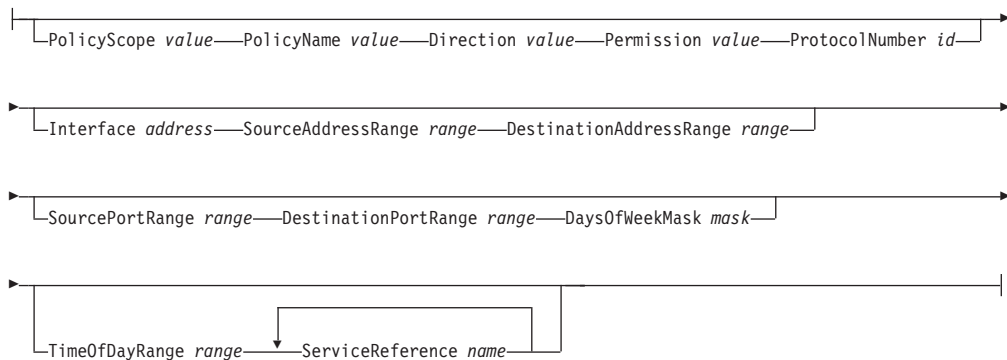 PolicyScope value PolicyName value Direction value Permission value ProtocolNumber id
Interface address SourceAddressRange range DestinationAddressRange range
SourcePortRange range DestinationPortRange range DaysOfWeekMask mask
TimeOfDayRange range ServiceReference name